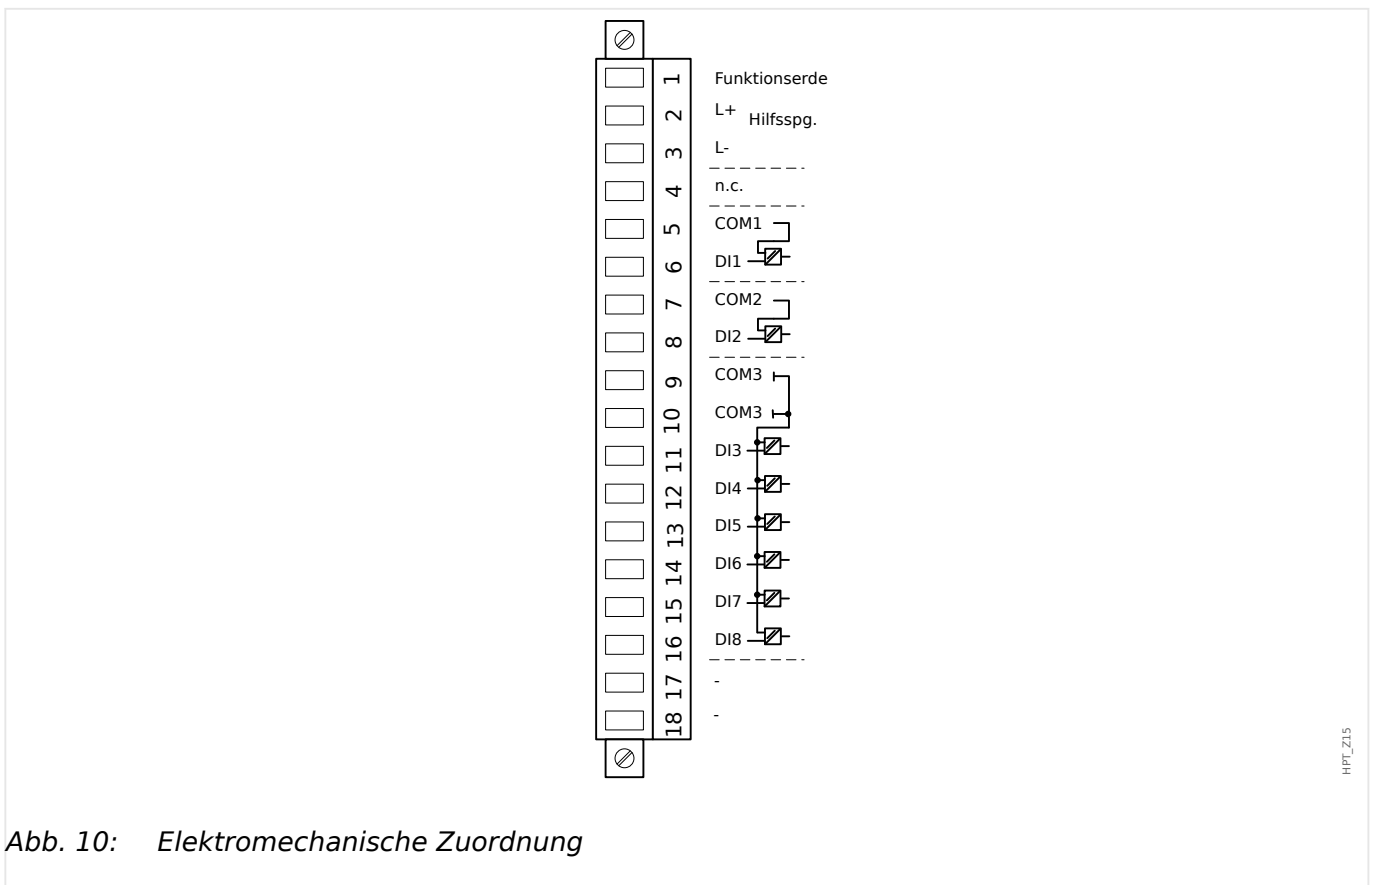 1 Funktionserde
2 L+ Hilfsspg.
3 L-
4 n.c.
5 COM1
6 DI1
7 COM2
8 DI2
9 COM3
10 COM3
11 DI3
12 DI4
13 DI5
14 DI6
15 DI7
16 DI8
17 -
18 -
HPT_Z15
Abb. 10: Elektromechanische Zuordnung